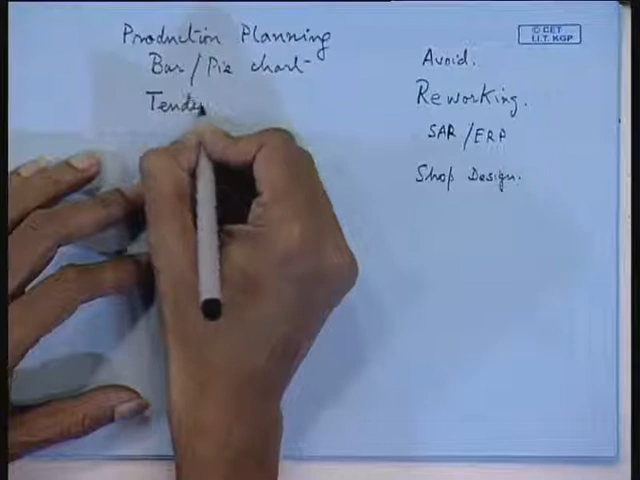 Production Planning
Bar/Pie chart
© CET
I.I.T. KGP
Avoid.
Reworking.
SAR/ERP
Shop Design.